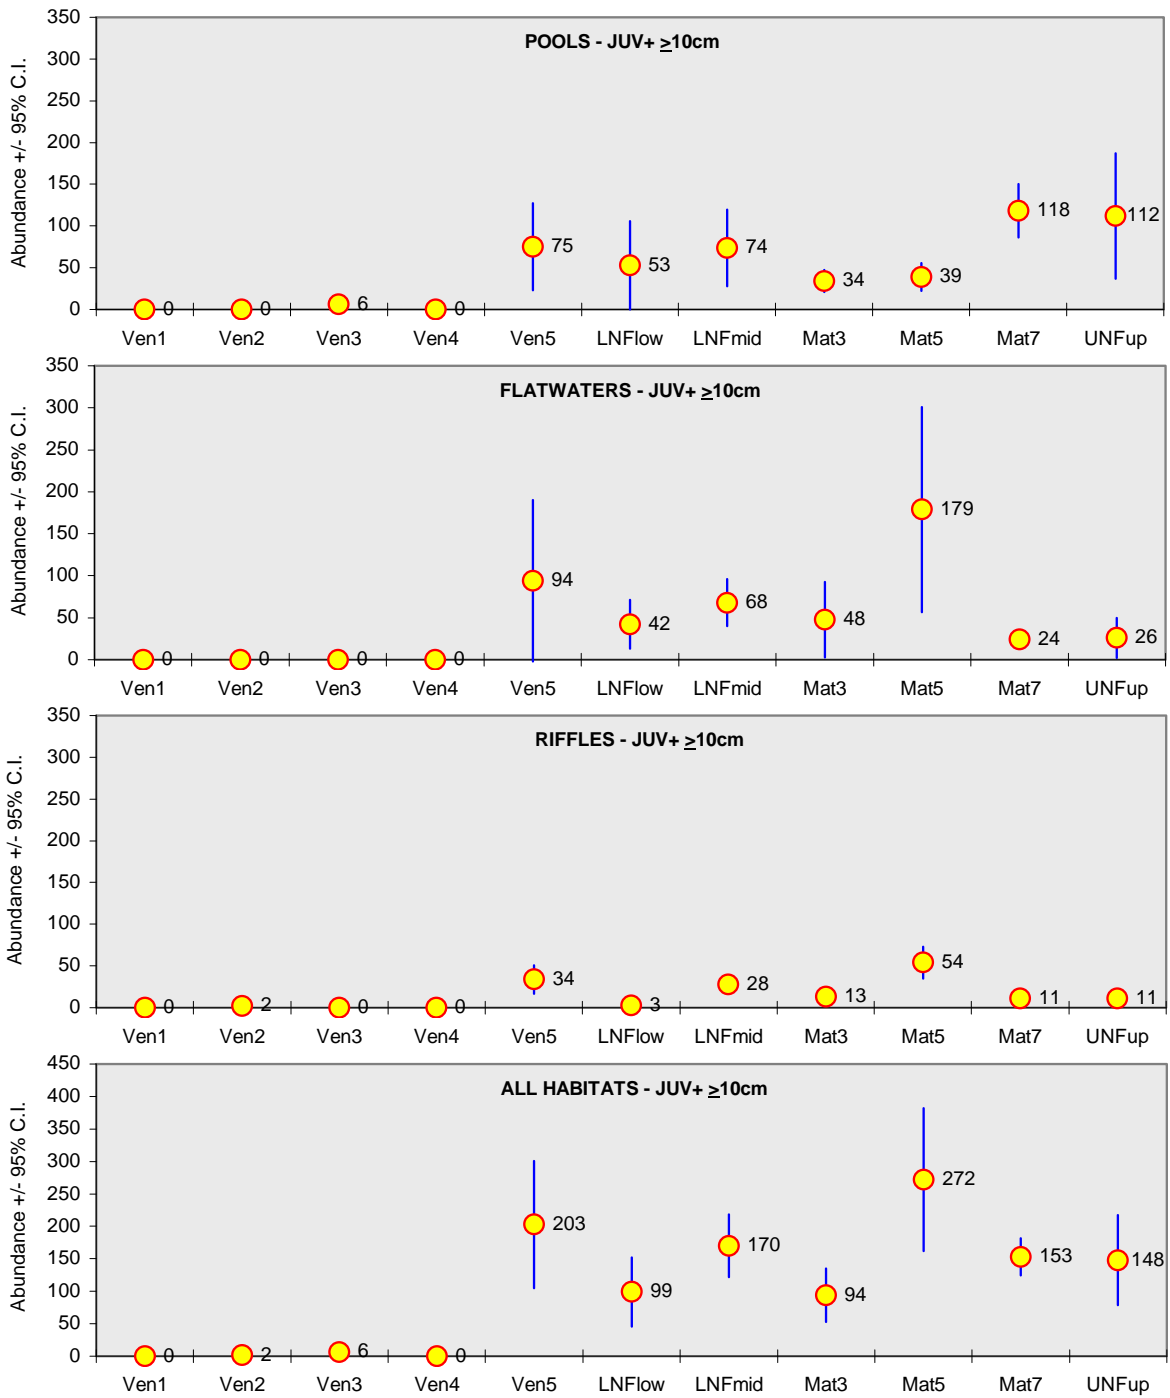 POOLS - JUV+ ≥10cm
Abundance +/- 95% C.I.
350
300
250
200
150
100
50
0
0 0 6 0 75 53 74 34 39 118 112
Ven1 Ven2 Ven3 Ven4 Ven5 LNFlow LNFmid Mat3 Mat5 Mat7 UNFup
FLATWATERS - JUV+ ≥10cm
Abundance +/- 95% C.I.
350
300
250
200
150
100
50
0
0 0 0 0 94 42 68 48 179 24 26
Ven1 Ven2 Ven3 Ven4 Ven5 LNFlow LNFmid Mat3 Mat5 Mat7 UNFup
RIFFLES - JUV+ ≥10cm
Abundance +/- 95% C.I.
350
300
250
200
150
100
50
0
0 2 0 0 34 3 28 13 54 11 11
Ven1 Ven2 Ven3 Ven4 Ven5 LNFlow LNFmid Mat3 Mat5 Mat7 UNFup
ALL HABITATS - JUV+ ≥10cm
Abundance +/- 95% C.I.
450
400
350
300
250
200
150
100
50
0
0 2 6 0 203 99 170 94 272 153 148
Ven1 Ven2 Ven3 Ven4 Ven5 LNFlow LNFmid Mat3 Mat5 Mat7 UNFup